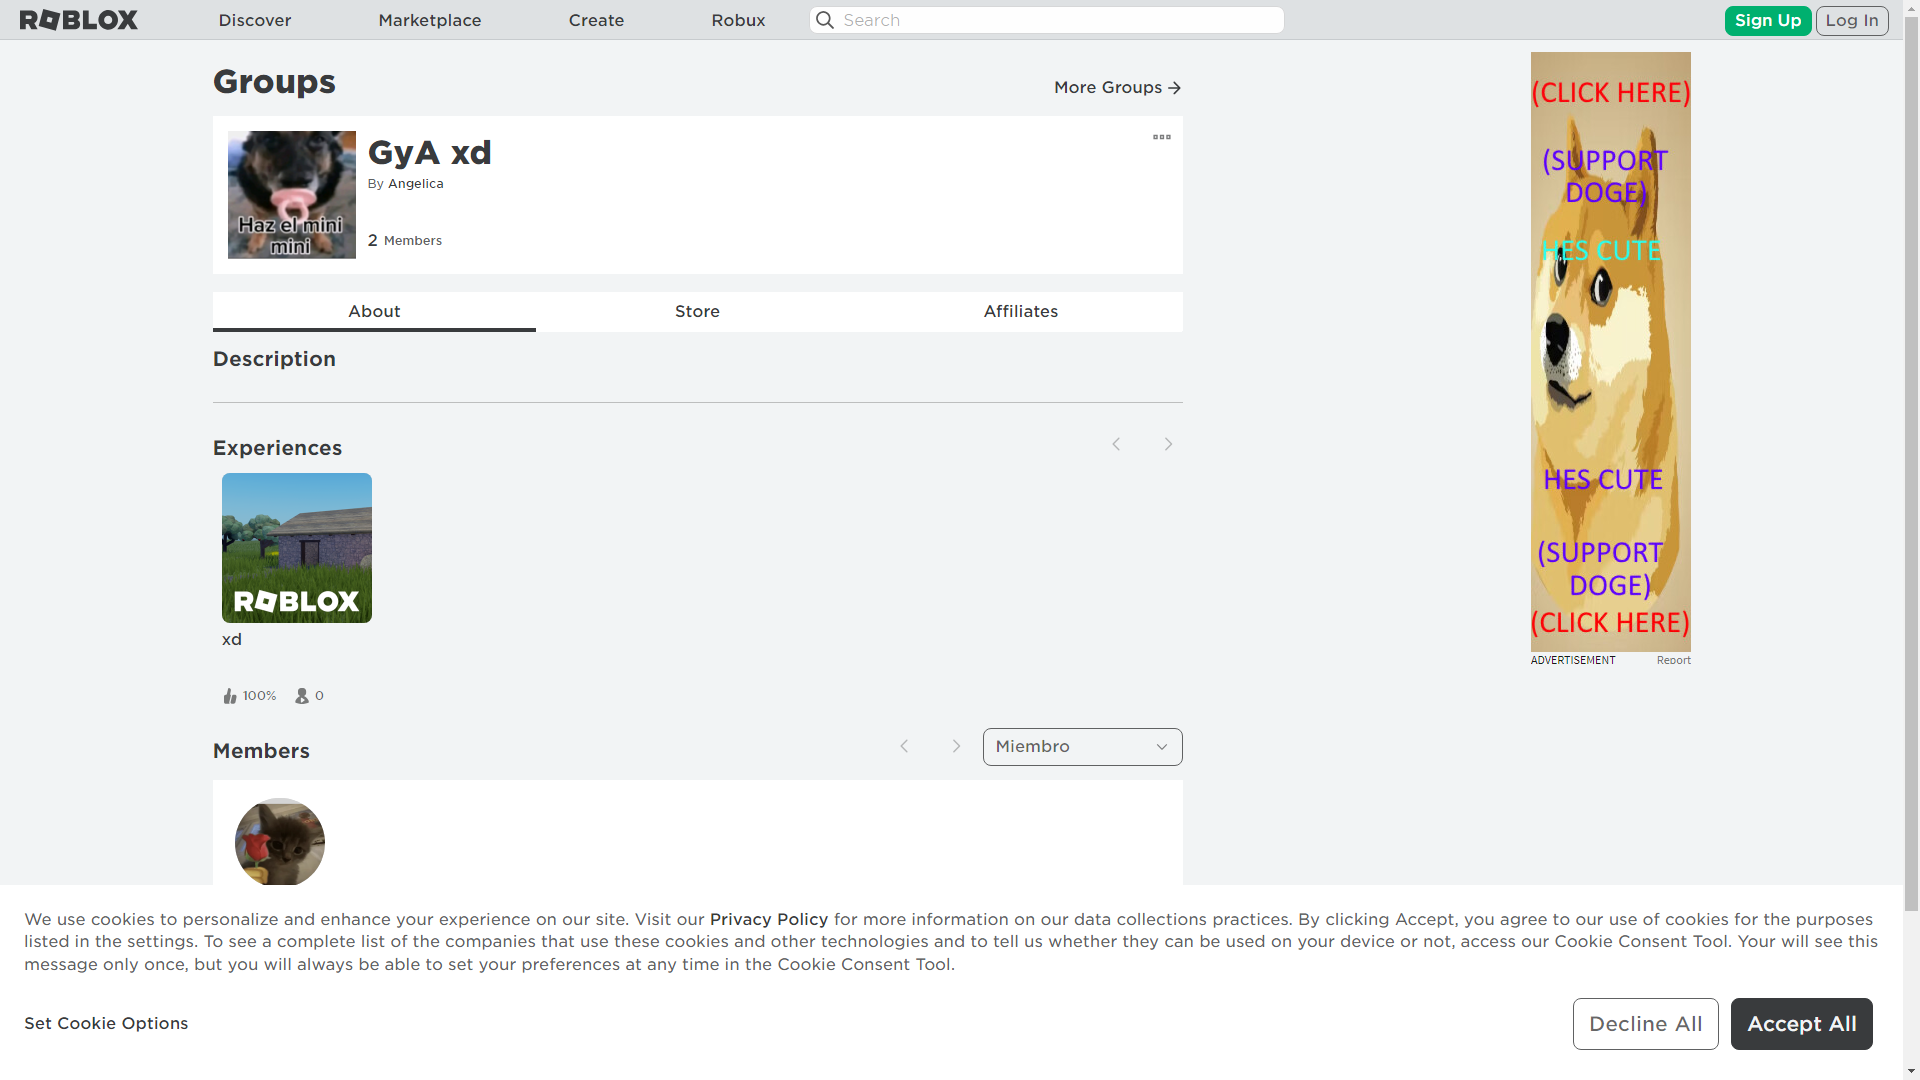 ROBLOX
Discover
Marketplace
Create
Robux
Search
Sign Up
Log In
Groups
More Groups
GyA xd
By Angelica
Haz el mini
mini
2 Members
About
Store
Affiliates
Description
Experiences
ROBLOX
xd
100%
0
Members
Miembro
(CLICK HERE)
(SUPPORT
DOGE)
HES CUTE
HES CUTE
(SUPPORT
DOGE)
(CLICK HERE)
ADVERTISEMENT
Report
We use cookies to personalize and enhance your experience on our site. Visit our Privacy Policy for more information on our data collections practices. By clicking Accept, you agree to our use of cookies for the purposes
listed in the settings. To see a complete list of the companies that use these cookies and other technologies and to tell us whether they can be used on your device or not, access our Cookie Consent Tool. Your will see this
message only once, but you will always be able to set your preferences at any time in the Cookie Consent Tool.
Set Cookie Options
Decline All
Accept All